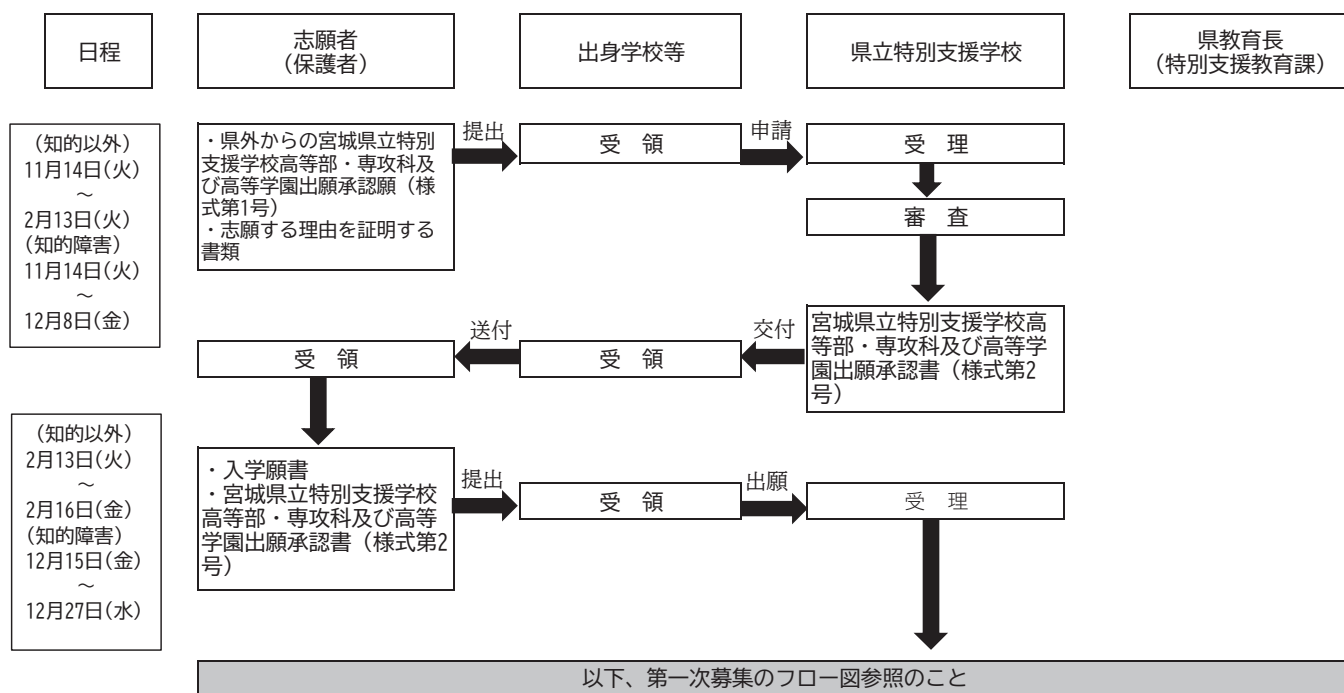 日程
志願者
（保護者）
出身学校等
県立特別支援学校
県教育長
（特別支援教育課）
（知的以外）
11月14日(火)
～
2月13日(火)
(知的障害)
11月14日(火)
～
12月8日(金)
・県外からの宮城県立特別
支援学校高等部・専攻科及
び高等学園出願承認願（様
式第1号）
・志願する理由を証明する
書類
提出
受　領
申請
受　理
審　査
宮城県立特別支援学校高
等部・専攻科及び高等学
園出願承認書（様式第2
号）
交付
受　領
送付
受　領
（知的以外）
2月13日(火)
～
2月16日(金)
(知的障害)
12月15日(金)
～
12月27日(水)
・入学願書
・宮城県立特別支援学校
高等部・専攻科及び高等
学園出願承認書（様式第2
号）
提出
受　領
出願
受　理
以下、第一次募集のフロー図参照のこと